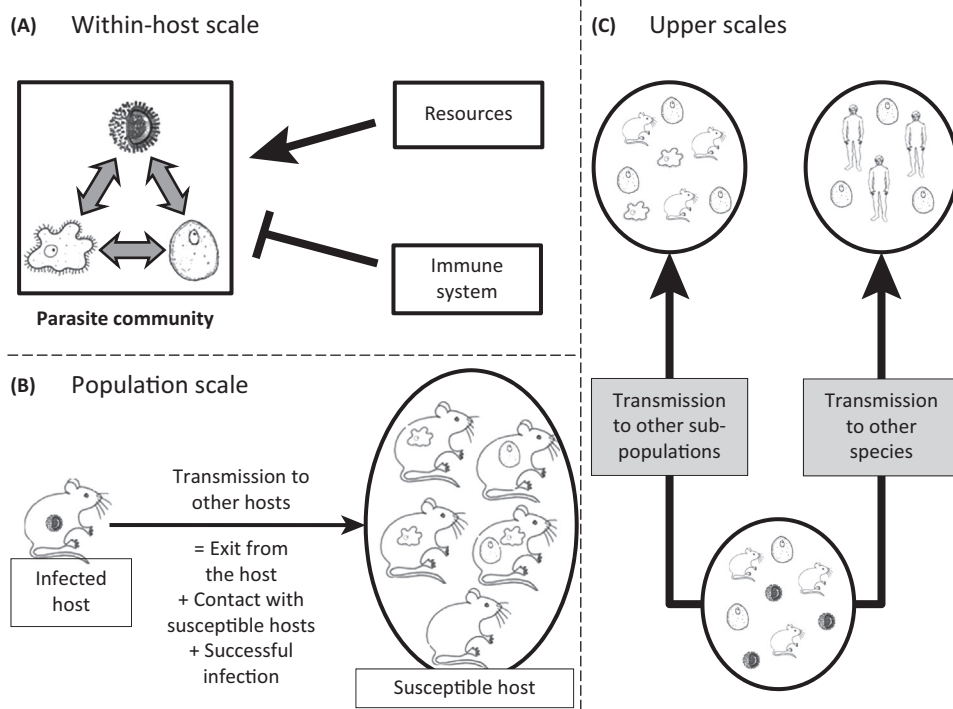 (A) Within-host scale
Resources
Immune
system
Parasite community
(B) Population scale
Infected
host
Transmission to
other hosts
= Exit from
the host
+ Contact with
susceptible hosts
+ Successful
infection
Susceptible host
(C) Upper scales
Transmission
to other sub-
populations
Transmission
to other
species